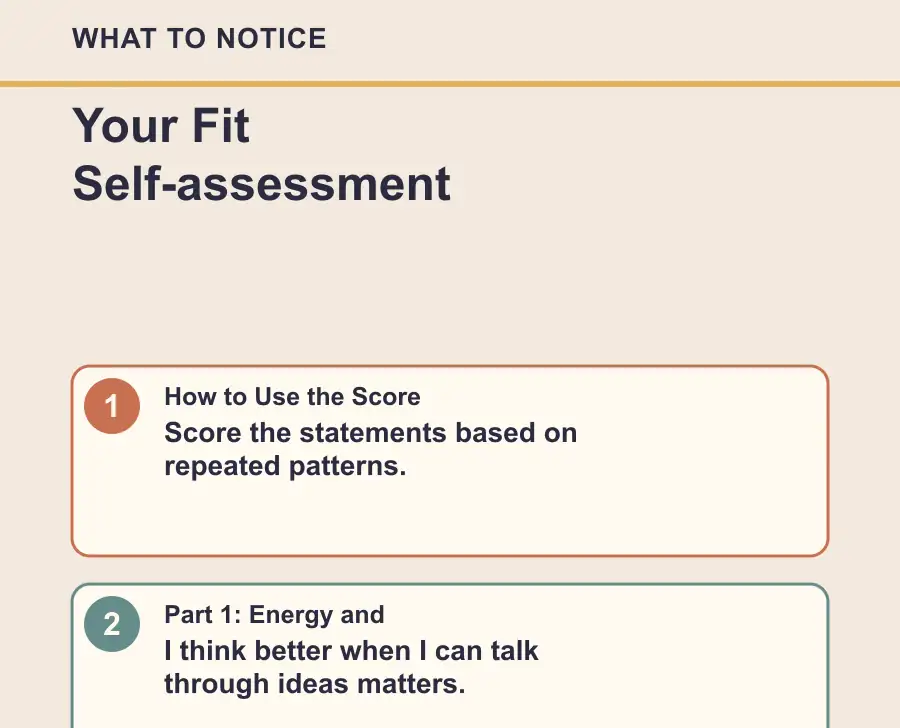 WHAT TO NOTICE
Your Fit
Self-assessment
1
How to Use the Score
Score the statements based on
repeated patterns.
2
Part 1: Energy and
I think better when I can talk
through ideas matters.